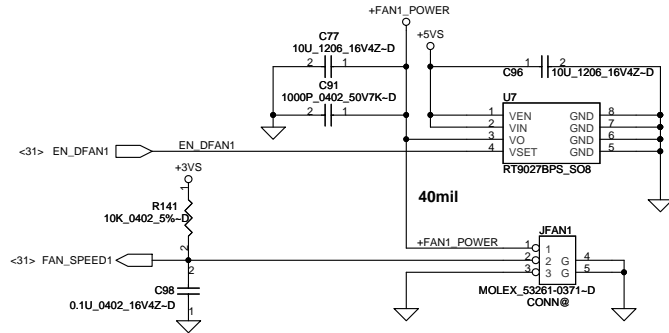 +FAN1_POWER
+5VS
C77
10U_1206_16V4Z~D
2 1
C91
1000P_0402_50V7K~D
2 1
1 2
C96 10U_1206_16V4Z~D
U7
1 VEN GND 8
2 VIN GND 7
3 VO GND 6
4 VSET GND 5
RT9027BPS_SO8
<31> EN_DFAN1 EN_DFAN1
+3VS
1
R141
10K_0402_5%~D
2
40mil
+FAN1_POWER
JFAN1
1 1
2 2 G 4
3 3 G 5
MOLEX_53261-0371~D
CONN@
<31> FAN_SPEED1
2
C98
0.1U_0402_16V4Z~D
1